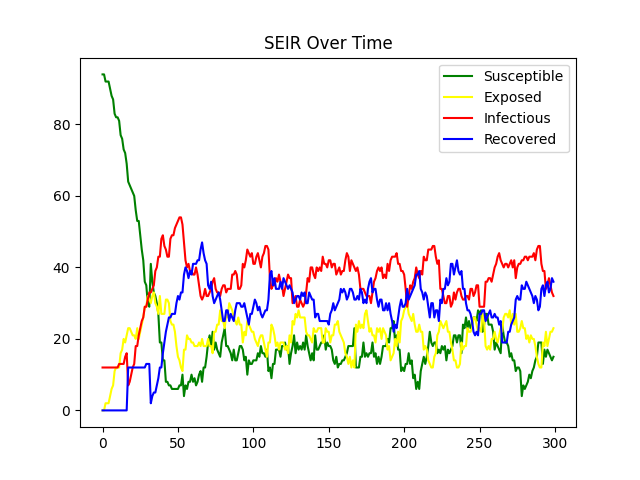 SEIR Over Time
Susceptible
Exposed
Infectious
Recovered
80
60
40
20
0
0 50 100 150 200 250 300